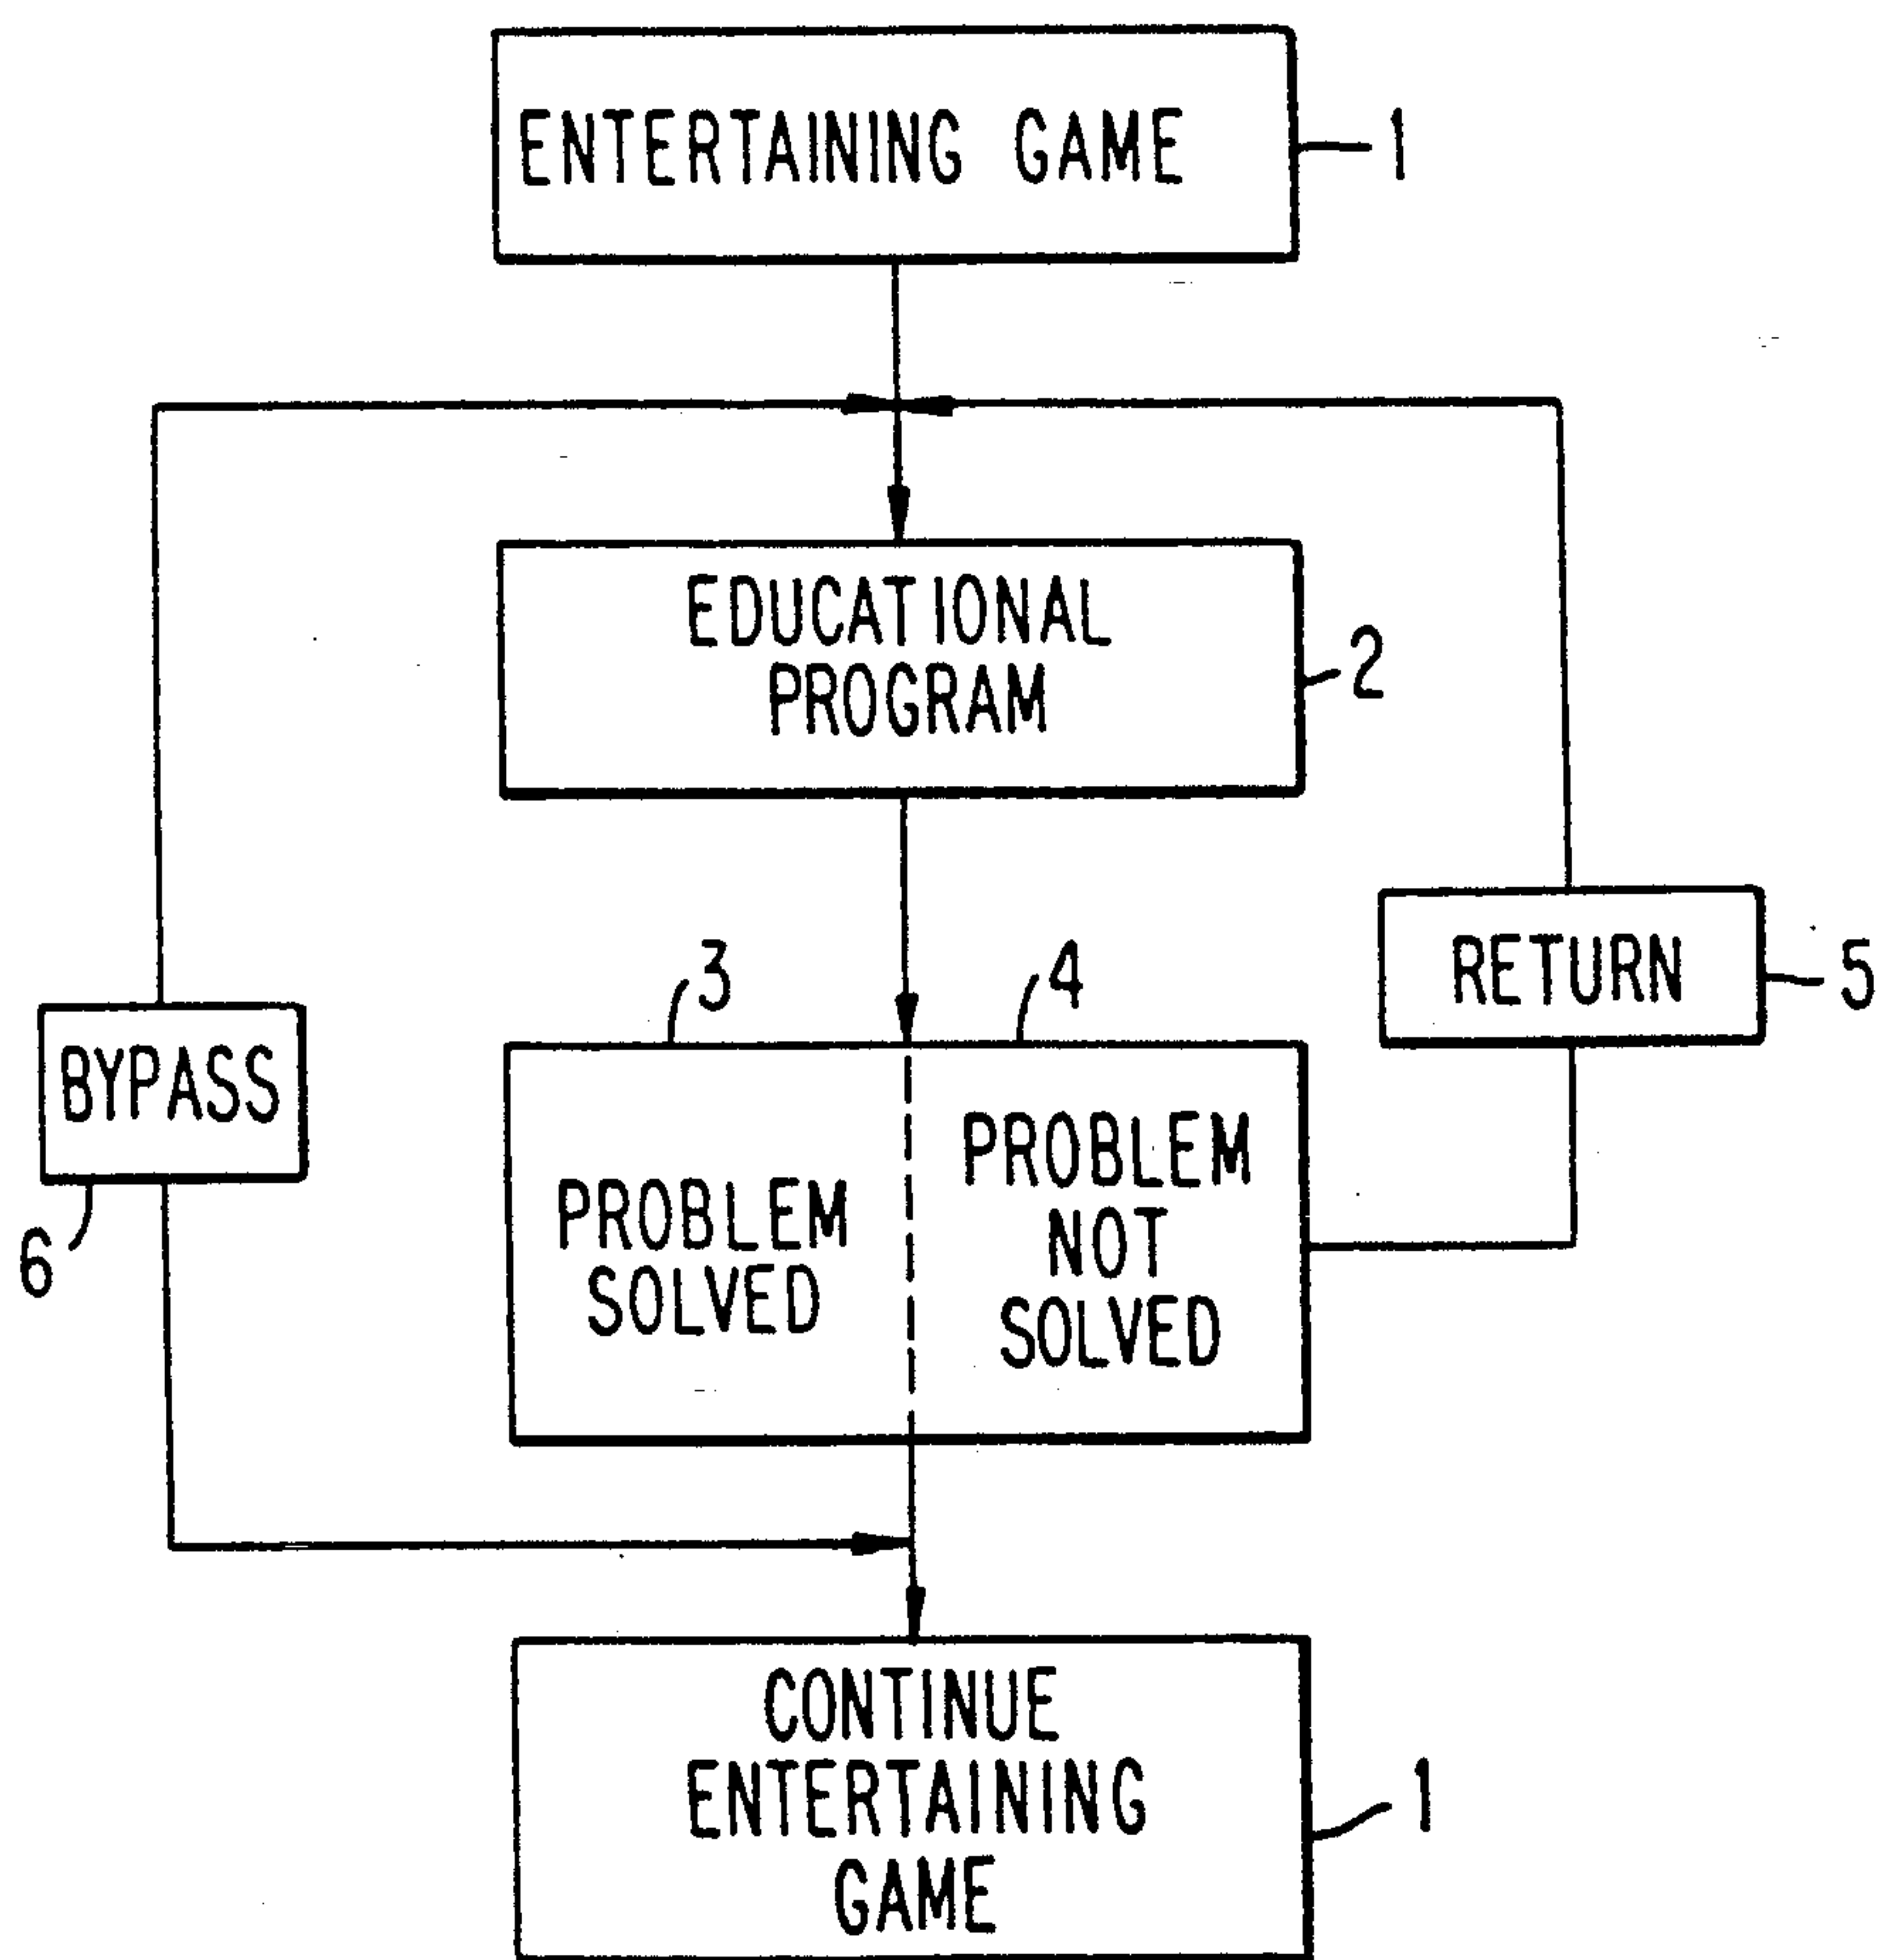 ENTERTAINING GAME
1
EDUCATIONAL
PROGRAM
2
RETURN
5
3
4
BYPASS
6
PROBLEM
SOLVED
PROBLEM
NOT
SOLVED
CONTINUE
ENTERTAINING
GAME
1